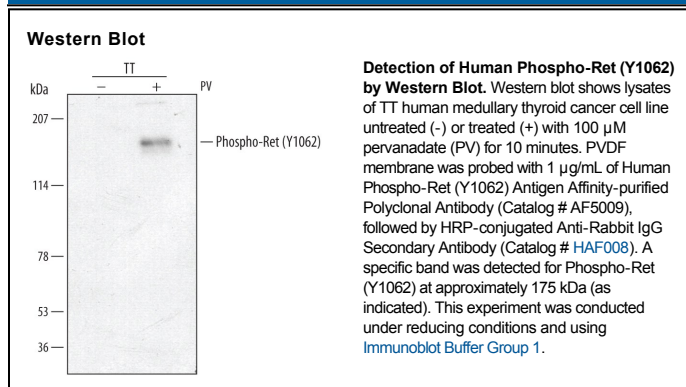 Western Blot
TT
kDa – + PV
207
Phospho-Ret (Y1062)
114
78
53
36
Detection of Human Phospho-Ret (Y1062)
by Western Blot. Western blot shows lysates
of TT human medullary thyroid cancer cell line
untreated (-) or treated (+) with 100 µM
pervanadate (PV) for 10 minutes. PVDF
membrane was probed with 1 µg/mL of Human
Phospho-Ret (Y1062) Antigen Affinity-purified
Polyclonal Antibody (Catalog # AF5009),
followed by HRP-conjugated Anti-Rabbit IgG
Secondary Antibody (Catalog # HAF008). A
specific band was detected for Phospho-Ret
(Y1062) at approximately 175 kDa (as
indicated). This experiment was conducted
under reducing conditions and using
Immunoblot Buffer Group 1.